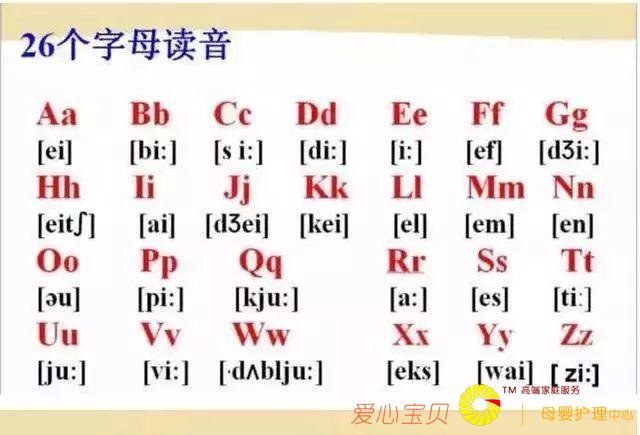 26个字母读音
Aa Bb Cc Dd Ee Ff Gg
[ei] [bi:] [s i:] [di:] [i:] [ef] [dʒi:]
Hh Ii Jj Kk Ll Mm Nn
[eitʃ] [ai] [dʒei] [kei] [el] [em] [en]
Oo Pp Qq Rr Ss Tt
[əu] [pi:] [kju:] [a:] [es] [ti:]
Uu Vv Ww Xx Yy Zz
[ju:] [vi:] [·dʌblju:] [eks] [wai] [ zi:]
TM 高端家庭服务
爱心宝贝 母婴护理中心